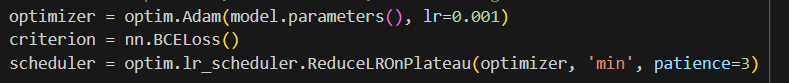 optimizer = optim.Adam(model.parameters(), lr=0.001)
criterion = nn.BCELoss()
scheduler = optim.lr_scheduler.ReduceLROnPlateau(optimizer, 'min', patience=3)